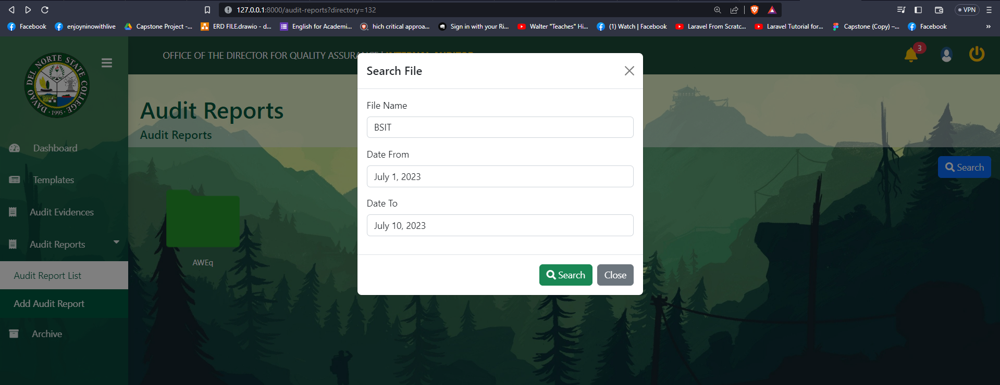 127.0.0.1:8000/audit-reports?directory=132
VPN
Facebook
enjoyninowithlive
Capstone Project -...
ERD FILE.drawio - d...
English for Academi...
hich critical approa...
Sign in with your Ri...
Walter "Teaches" Hi...
(1) Watch | Facebook
Laravel From Scratc...
Laravel Tutorial for...
Capstone (Copy) –...
Facebook
»
DAVAO DEL NORTE STATE COLLEGE
· 1995 ·
OFFICE OF THE DIRECTOR FOR QUALITY ASSURANCE | INTERNAL AUDITOR
3
Audit Reports
Audit Reports
Dashboard
Templates
Audit Evidences
Audit Reports
Audit Report List
Add Audit Report
Archive
Search
AWEq
Search File
File Name
BSIT
Date From
July 1, 2023
Date To
July 10, 2023
Search
Close